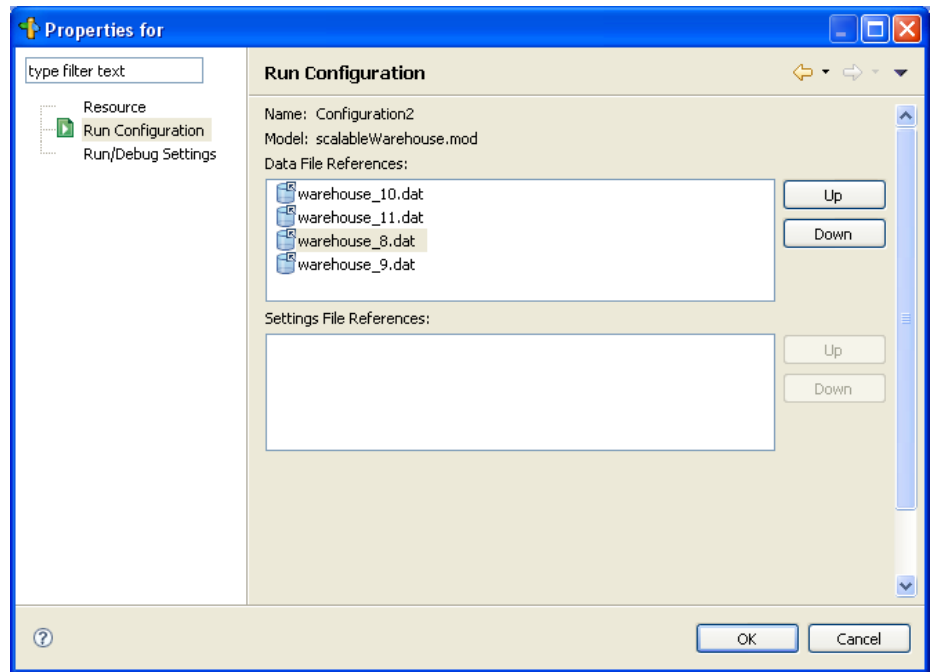 Properties for
type filter text
Resource
Run Configuration
Run/Debug Settings
Run Configuration
Name: Configuration2
Model: scalableWarehouse.mod
Data File References:
warehouse_10.dat
warehouse_11.dat
warehouse_8.dat
warehouse_9.dat
Up
Down
Settings File References:
Up
Down
OK
Cancel